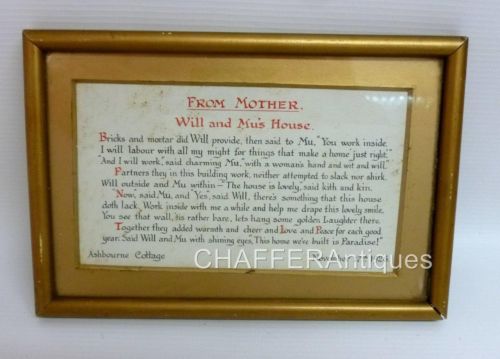 FROM MOTHER.
Will and Mu's House.
Bricks and mortar did Will provide, then said to Mu, "You work inside.
I will labour with all my might for things that make a home just right."
"And I will work," said charming Mu, "with a woman's hand and wit and will."
Partners they in this building work, neither attempted to slack nor shirk.
Will outside and Mu within — "The house is lovely," said kith and kin.
"Now," said Mu, and "Yes," said Will, there's something that this house
doth lack. Work inside with me a while and help me drape this lovely smile.
You see that wall, tis rather bare, lets hang some golden Laughter there.
Together they added warmth and cheer and Love and Peace for each good
year. Said Will and Mu with shining eyes, "This home we've built is Paradise!"
CHAFFERAntiques
Ashbourne Cottage
November